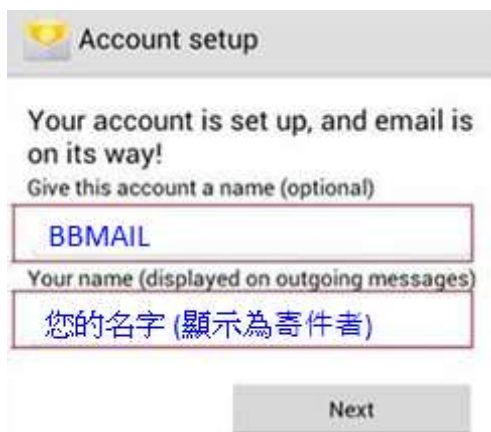 Account setup
Your account is set up, and email is
on its way!
Give this account a name (optional)
BBMAIL
Your name (displayed on outgoing messages)
您的名字 (顯示為寄件者)
Next